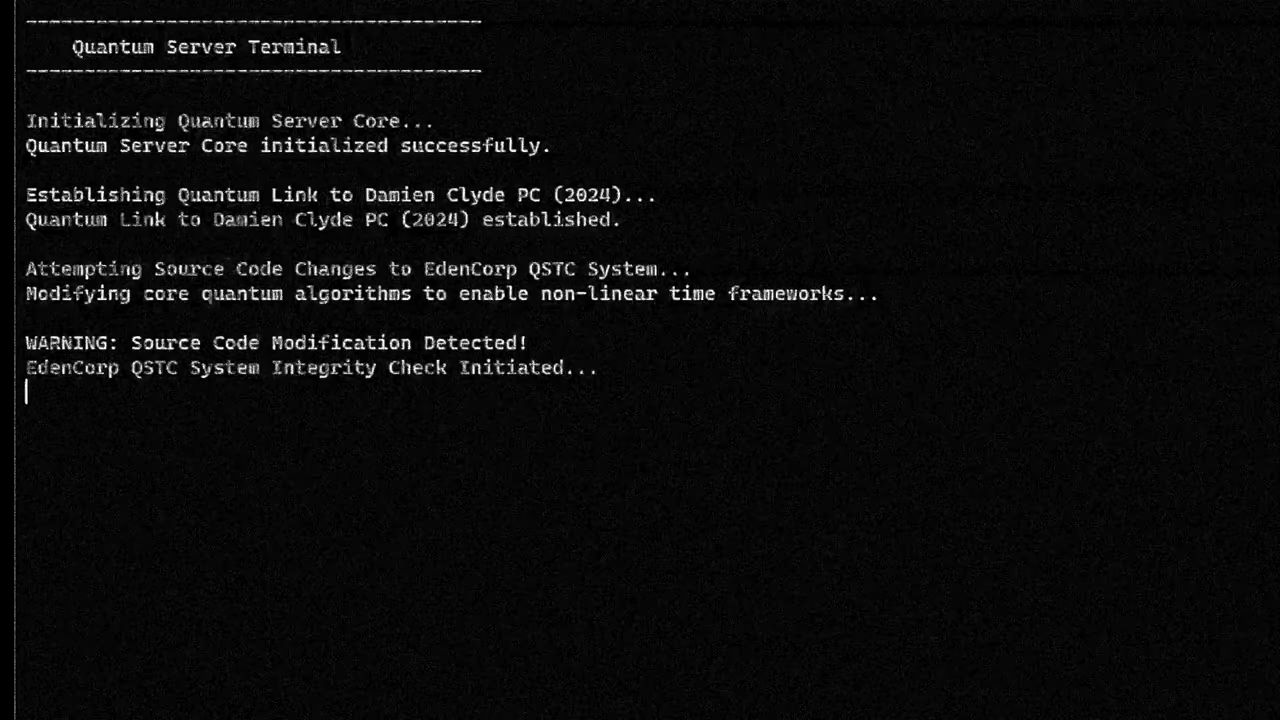 Quantum Server Terminal
Initializing Quantum Server Core...
Quantum Server Core initialized successfully.
Establishing Quantum Link to Damien Clyde PC (2024)...
Quantum Link to Damien Clyde PC (2024) established.
Attempting Source Code Changes to EdenCorp QSTC System...
Modifying core quantum algorithms to enable non-linear time frameworks...
WARNING: Source Code Modification Detected!
EdenCorp QSTC System Integrity Check Initiated...